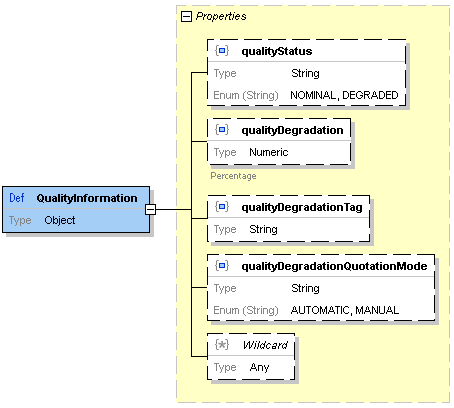 Properties
qualityStatus
Type String
Enum (String) NOMINAL, DEGRADED
qualityDegradation
Type Numeric
Percentage
Def QualityInformation
Type Object
qualityDegradationTag
Type String
qualityDegradationQuotationMode
Type String
Enum (String) AUTOMATIC, MANUAL
{*} Wildcard
Type Any